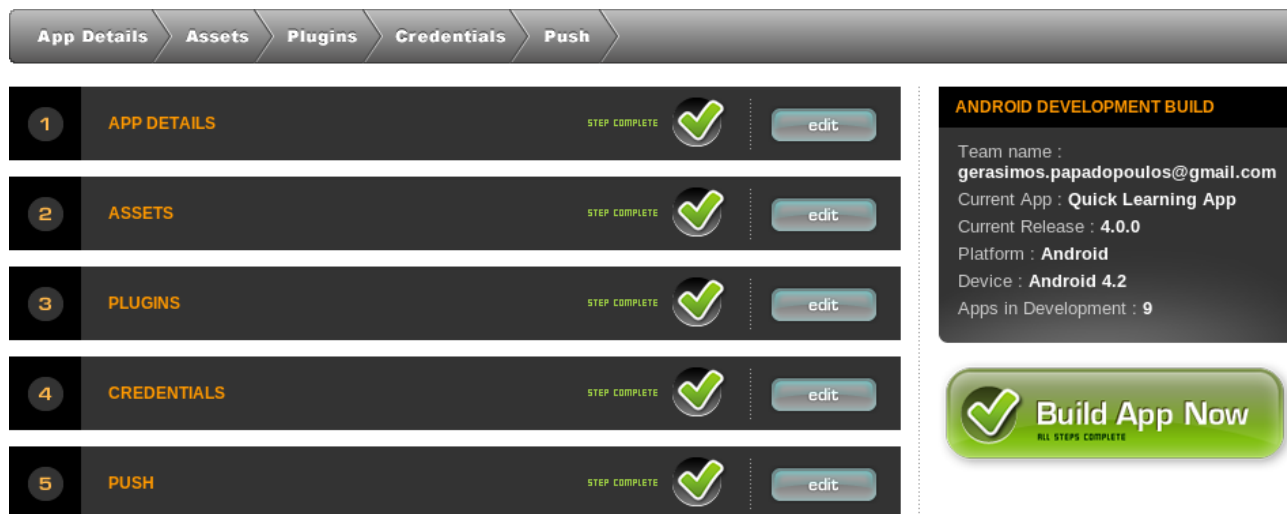 App Details Assets Plugins Credentials Push
1 APP DETAILS STEP COMPLETE edit
2 ASSETS STEP COMPLETE edit
3 PLUGINS STEP COMPLETE edit
4 CREDENTIALS STEP COMPLETE edit
5 PUSH STEP COMPLETE edit
ANDROID DEVELOPMENT BUILD
Team name :
gerasimos.papadopoulos@gmail.com
Current App : Quick Learning App
Current Release : 4.0.0
Platform : Android
Device : Android 4.2
Apps in Development : 9
Build App Now
ALL STEPS COMPLETE